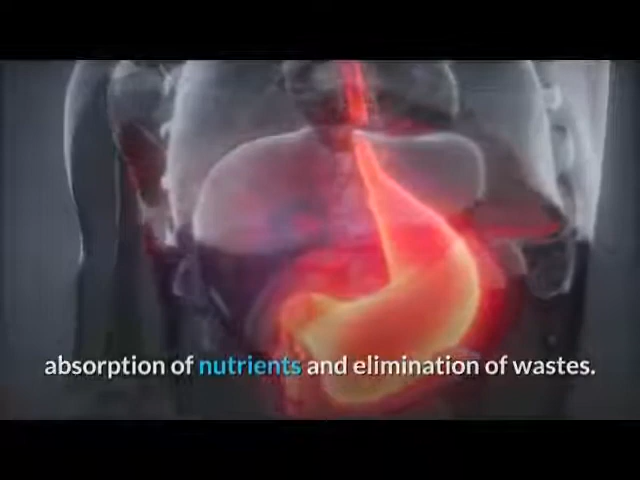 absorption of nutrients and elimination of wastes.